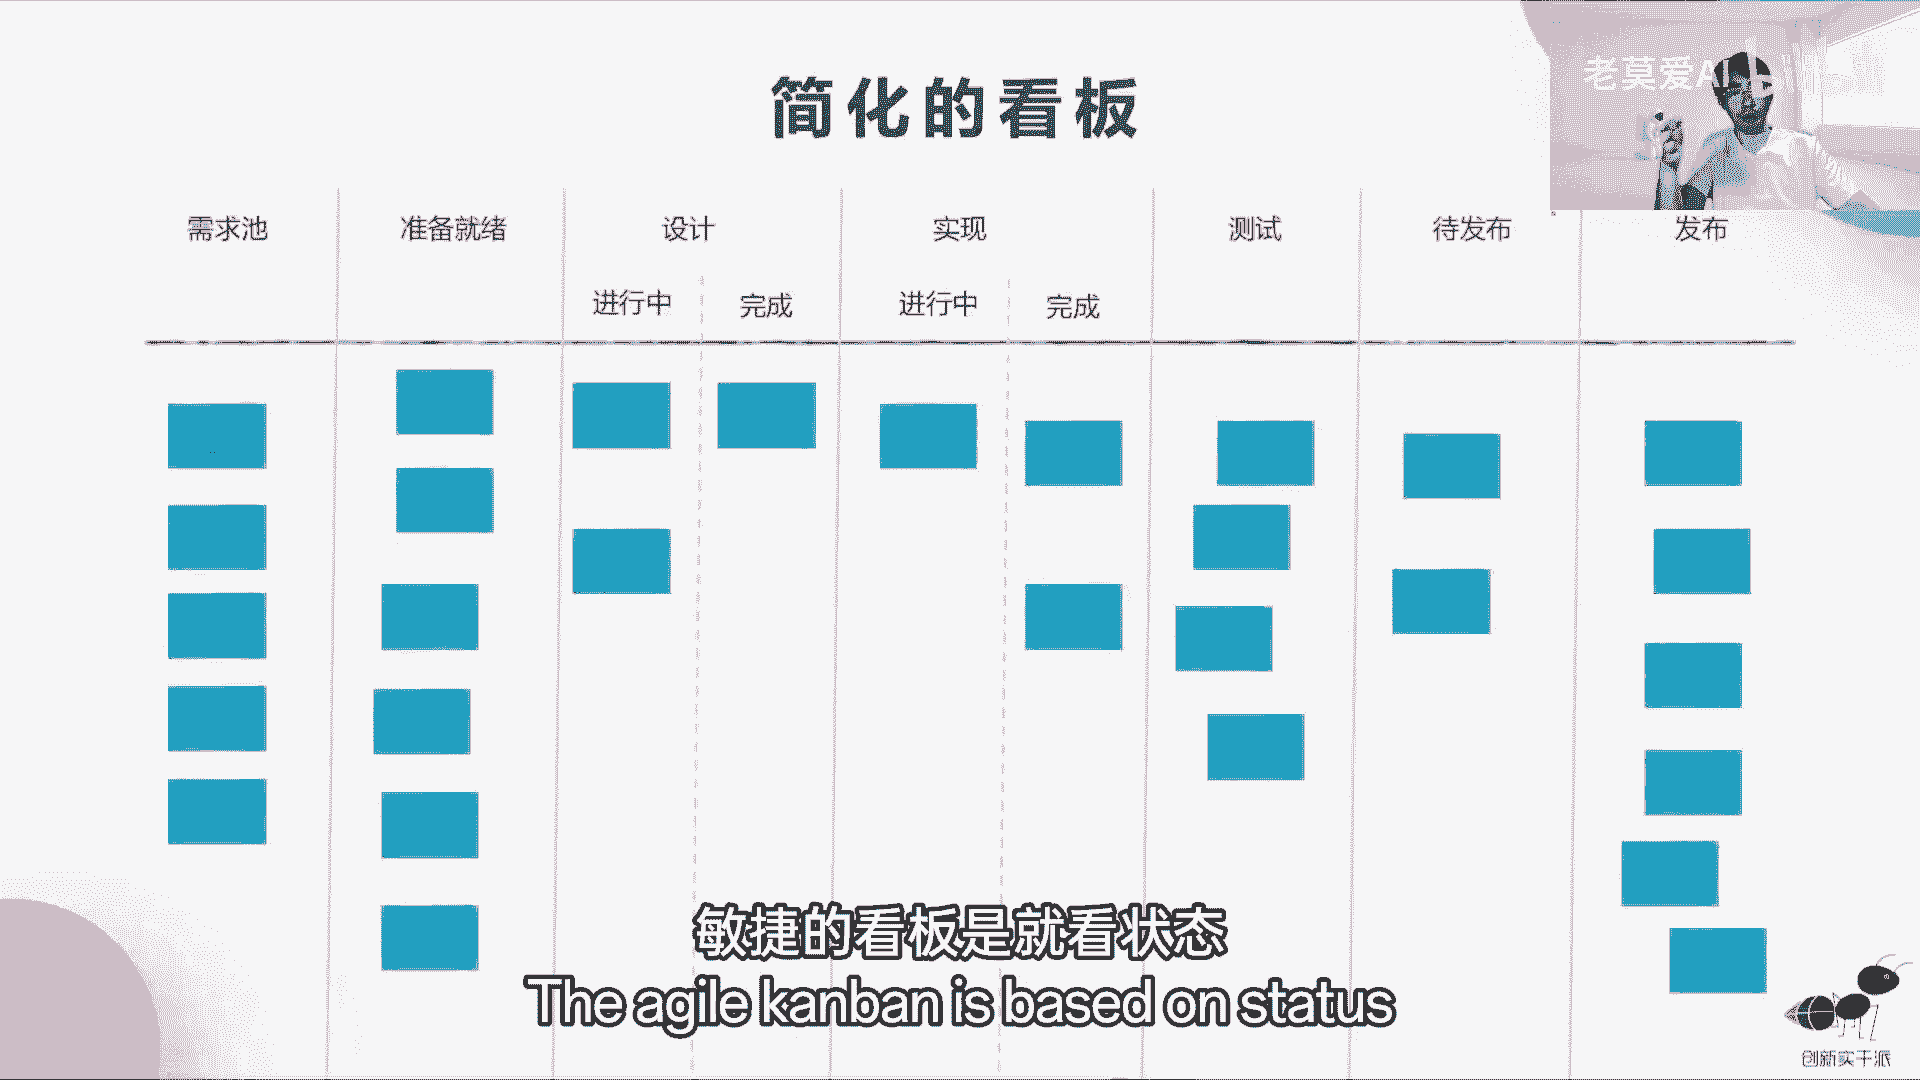 老莫爱AI
简化的看板
需求池 准备就绪 设计 实现 测试 待发布 发布
进行中 完成 进行中 完成
敏捷的看板是就看状态
The agile kanban is based on status
创新实干派